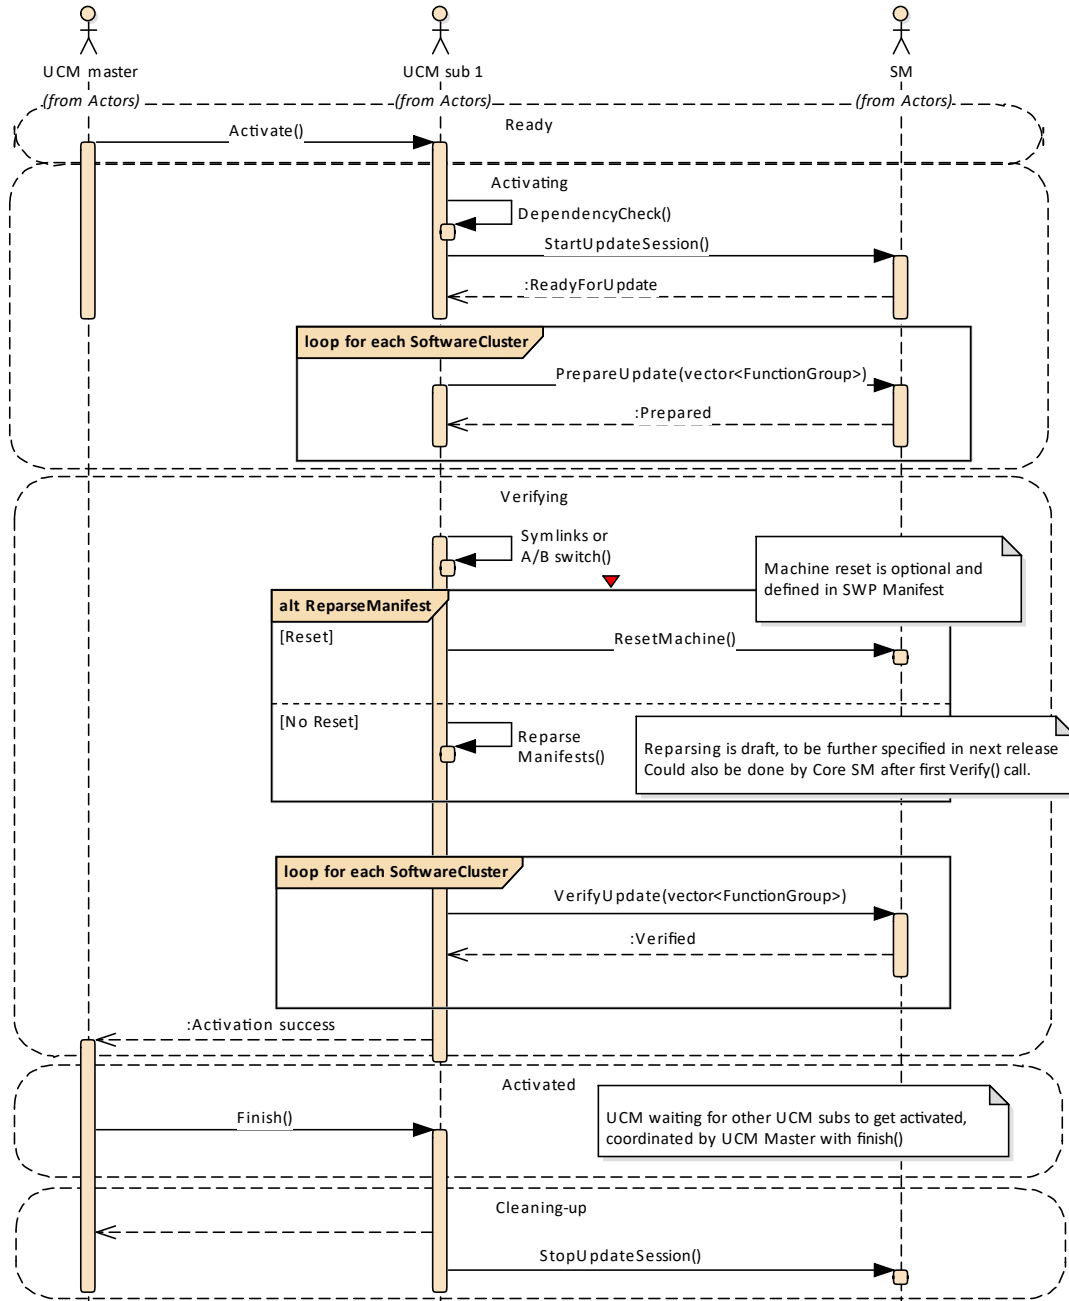 UCM master
UCM sub 1
SM
(from Actors)
(from Actors)
(from Actors)
Ready
Activate()
Activating
DependencyCheck()
StartUpdateSession()
:ReadyForUpdate
loop for each SoftwareCluster
PrepareUpdate(vector<FunctionGroup>)
:Prepared
Verifying
Symlinks or
A/B switch()
Machine reset is optional and
defined in SWP Manifest
alt ReparseManifest
[Reset]
ResetMachine()
[No Reset]
Reparse
Manifests()
Reparsing is draft, to be further specified in next release
Could also be done by Core SM after first Verify() call.
loop for each SoftwareCluster
VerifyUpdate(vector<FunctionGroup>)
:Verified
:Activation success
Activated
UCM waiting for other UCM subs to get activated,
coordinated by UCM Master with finish()
Finish()
Cleaning-up
StopUpdateSession()